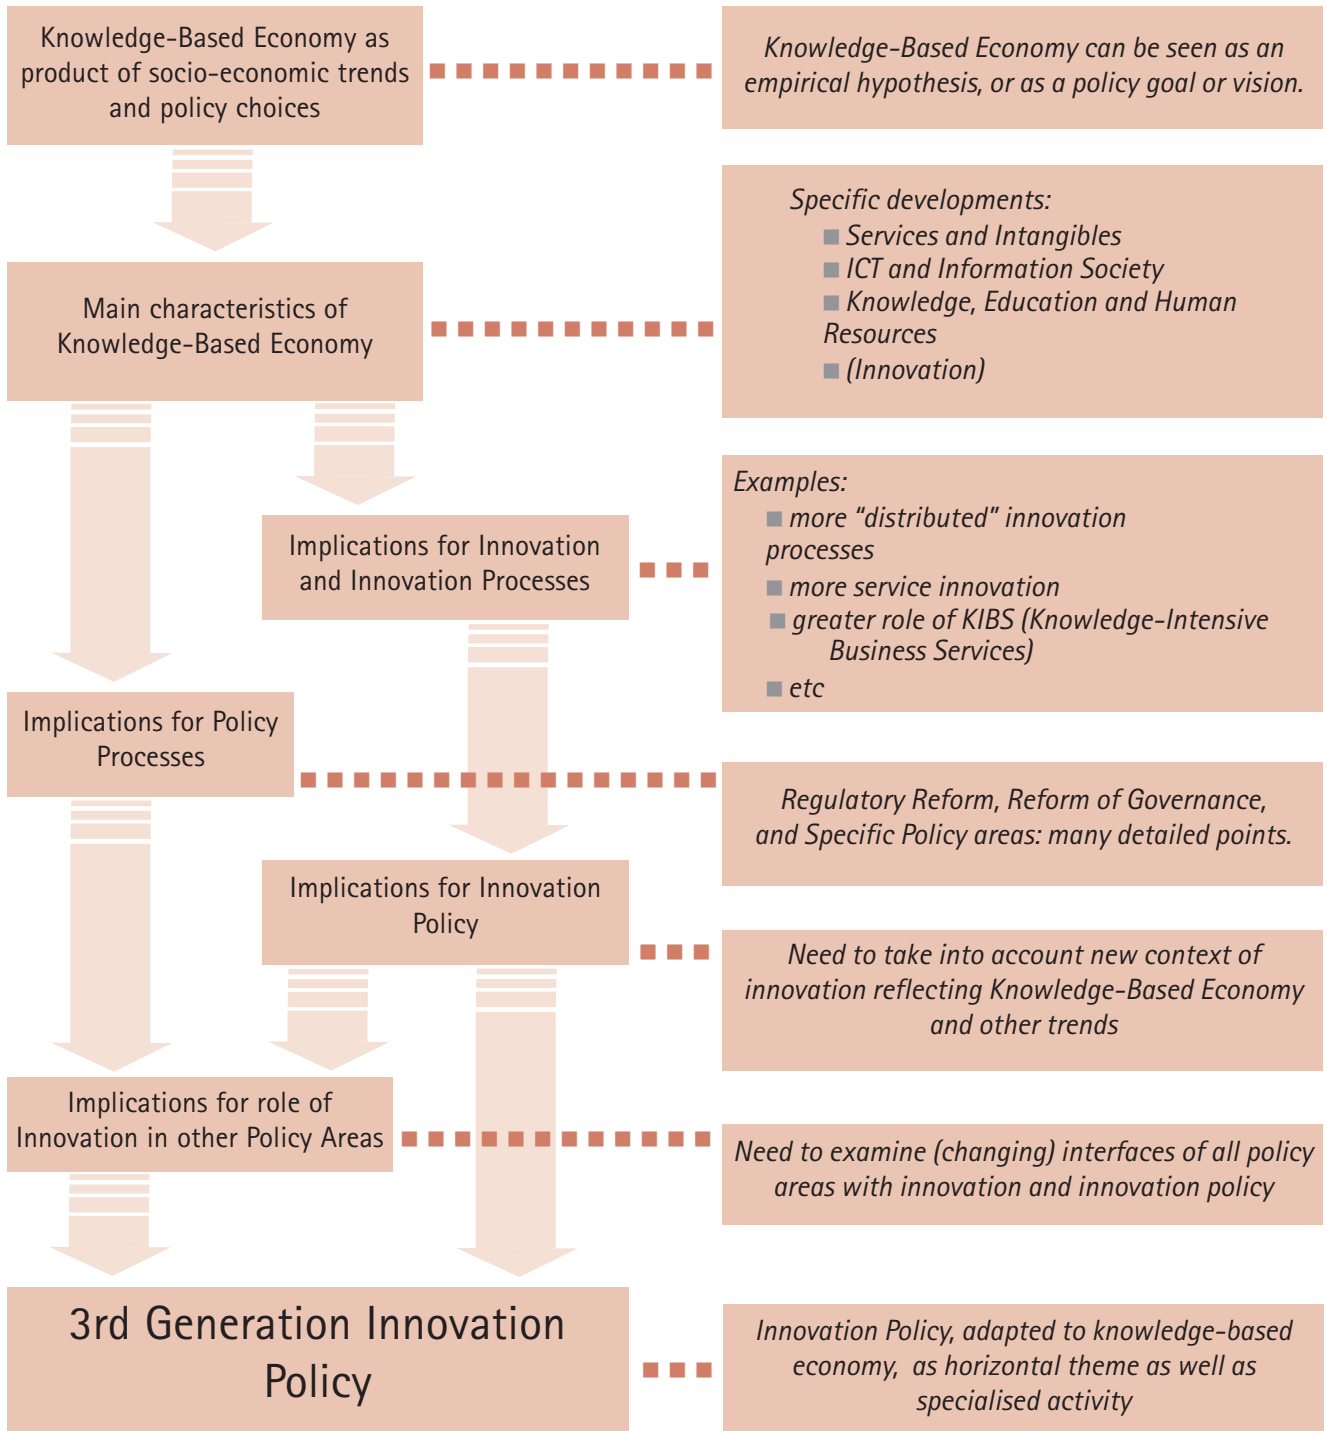 Knowledge-Based Economy as
product of socio-economic trends
and policy choices
Knowledge-Based Economy can be seen as an
empirical hypothesis, or as a policy goal or vision.
Main characteristics of
Knowledge-Based Economy
Specific developments:
Services and Intangibles
ICT and Information Society
Knowledge, Education and Human
Resources
(Innovation)
Implications for Innovation
and Innovation Processes
Examples:
more “distributed” innovation
processes
more service innovation
greater role of KIBS (Knowledge-Intensive
Business Services)
etc
Implications for Policy
Processes
Regulatory Reform, Reform of Governance,
and Specific Policy areas: many detailed points.
Implications for Innovation
Policy
Need to take into account new context of
innovation reflecting Knowledge-Based Economy
and other trends
Implications for role of
Innovation in other Policy Areas
Need to examine (changing) interfaces of all policy
areas with innovation and innovation policy
3rd Generation Innovation
Policy
Innovation Policy, adapted to knowledge-based
economy, as horizontal theme as well as
specialised activity